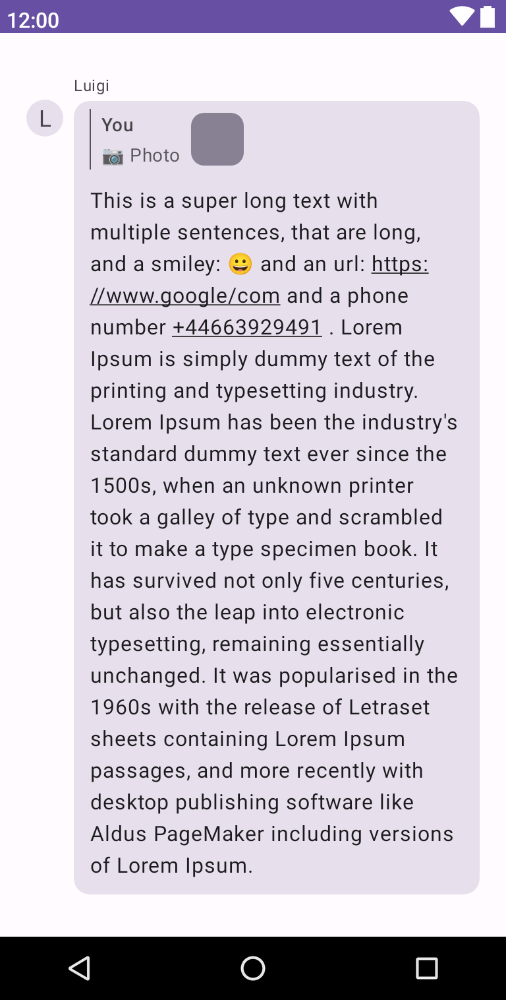 12:00
Luigi
L
You
📷 Photo
This is a super long text with
multiple sentences, that are long,
and a smiley: 😀 and an url: https:
//www.google/com and a phone
number +44663929491 . Lorem
Ipsum is simply dummy text of the
printing and typesetting industry.
Lorem Ipsum has been the industry's
standard dummy text ever since the
1500s, when an unknown printer
took a galley of type and scrambled
it to make a type specimen book. It
has survived not only five centuries,
but also the leap into electronic
typesetting, remaining essentially
unchanged. It was popularised in the
1960s with the release of Letraset
sheets containing Lorem Ipsum
passages, and more recently with
desktop publishing software like
Aldus PageMaker including versions
of Lorem Ipsum.